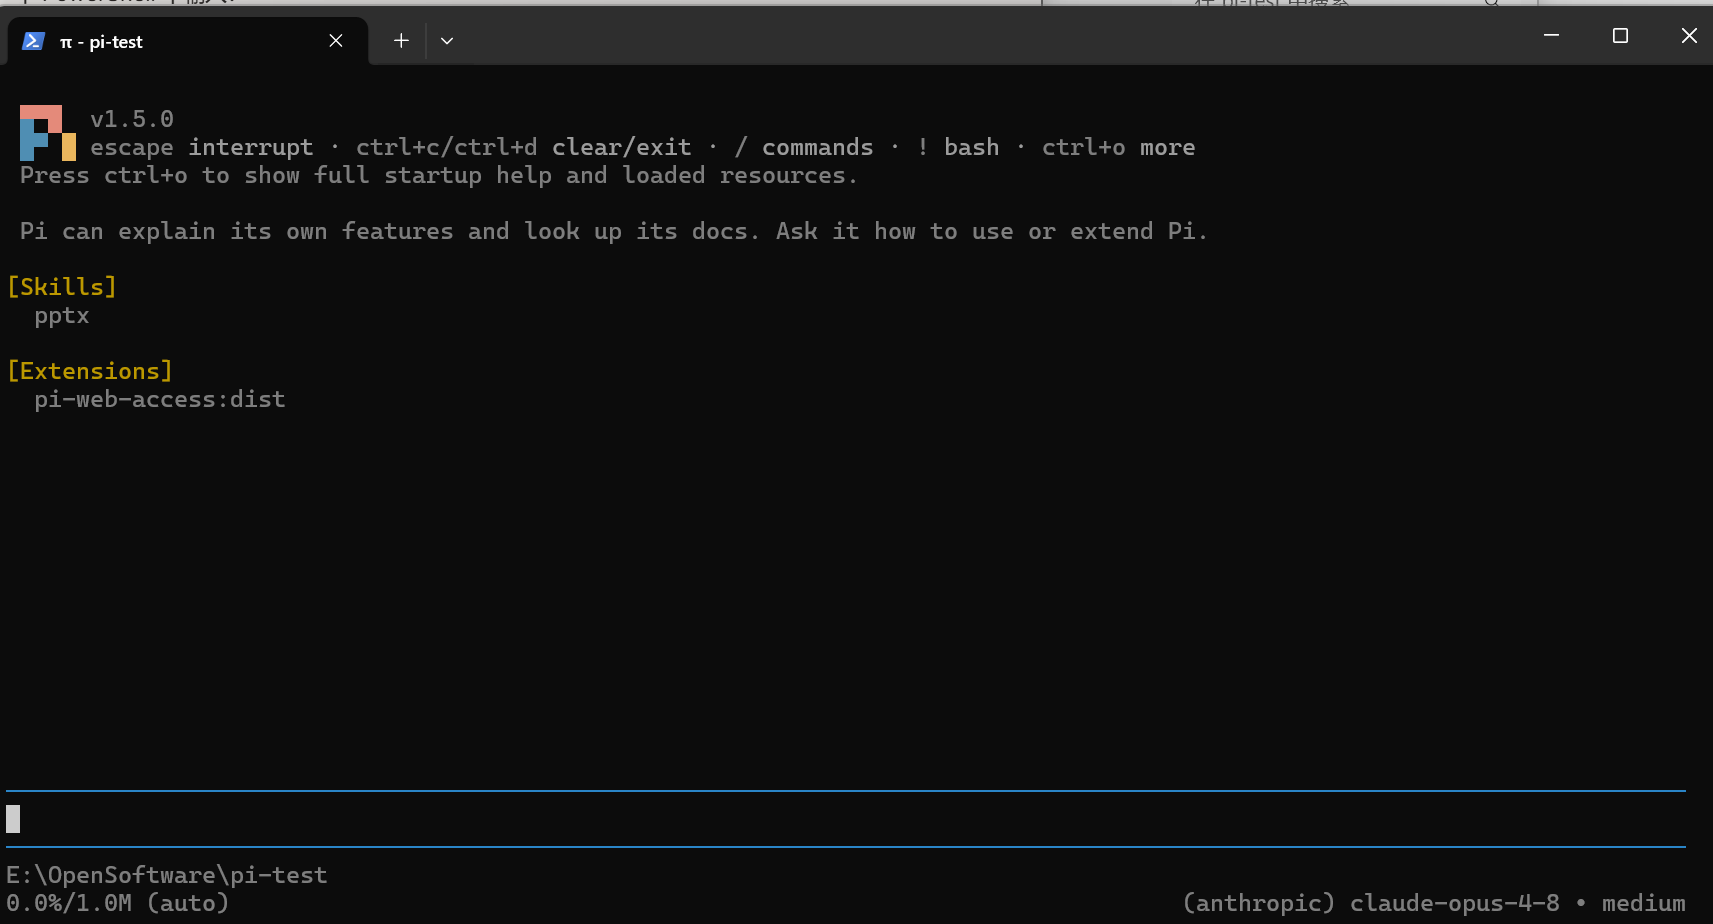 π - pi-test
v1.5.0
escape interrupt · ctrl+c/ctrl+d clear/exit · / commands · ! bash · ctrl+o more
Press ctrl+o to show full startup help and loaded resources.
Pi can explain its own features and look up its docs. Ask it how to use or extend Pi.
[Skills]
pptx
[Extensions]
pi-web-access:dist
E:\OpenSoftware\pi-test
0.0%/1.0M (auto)
(anthropic) claude-opus-4-8 • medium